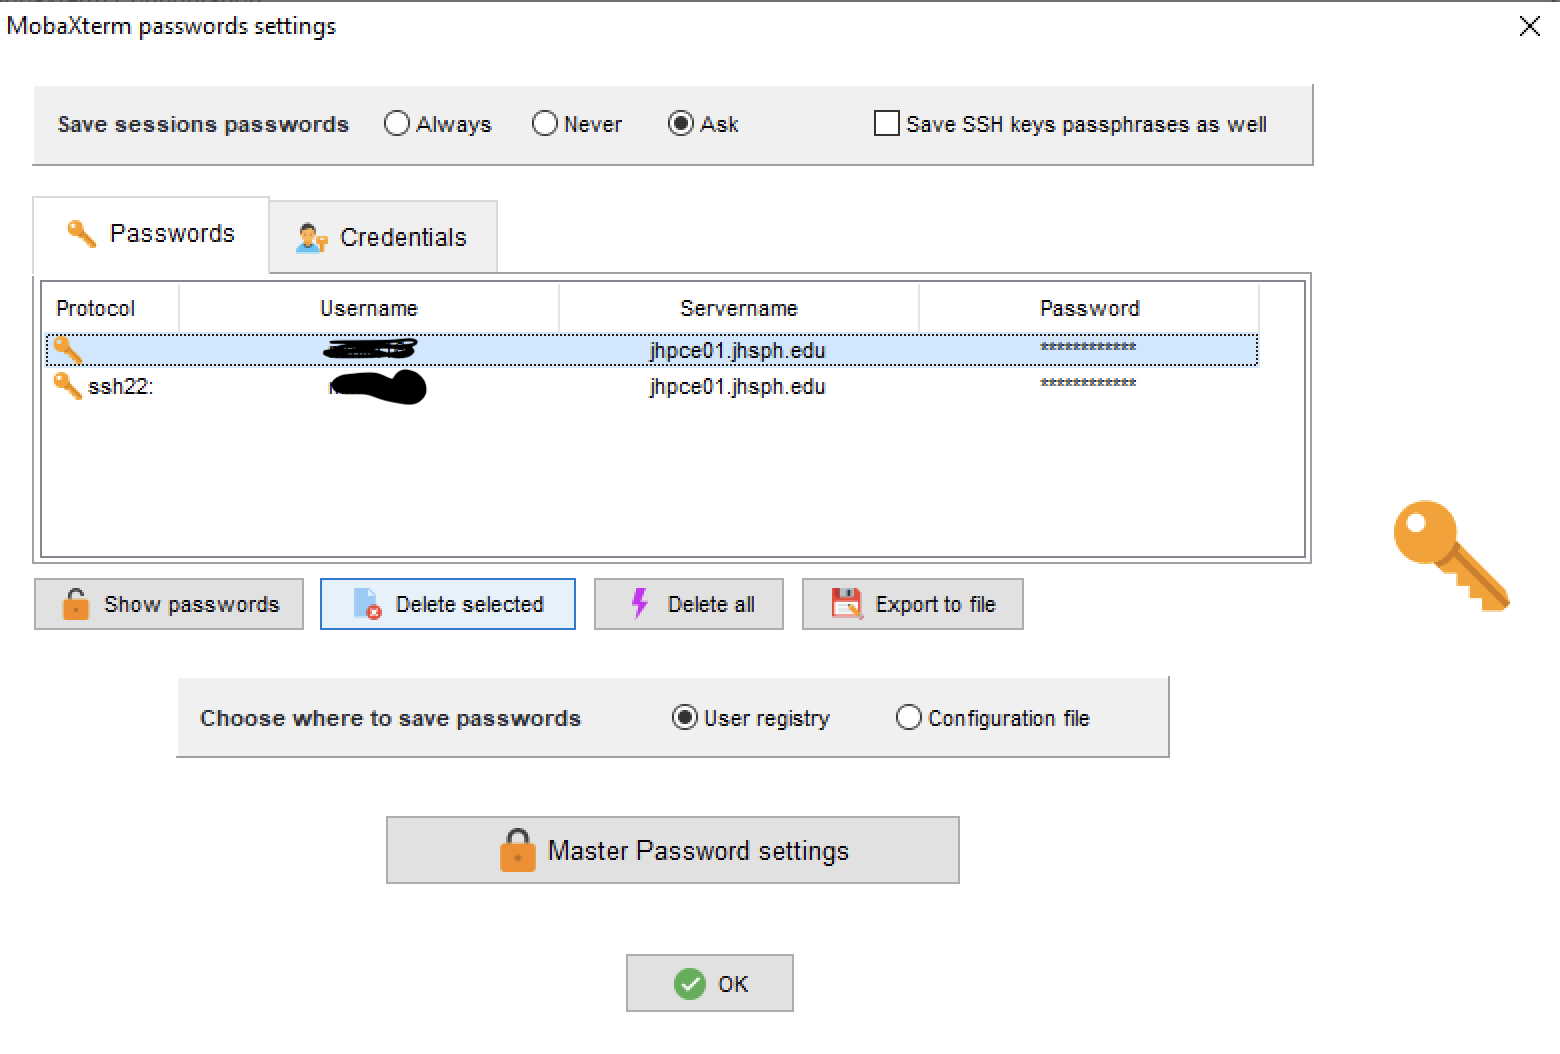 MobaXterm passwords settings
Save sessions passwords Always Never Ask Save SSH keys passphrases as well
Passwords Credentials
Protocol Username Servername Password
jhpce01.jhsph.edu ************
ssh22: jhpce01.jhsph.edu ************
Show passwords Delete selected Delete all Export to file
Choose where to save passwords User registry Configuration file
Master Password settings
OK